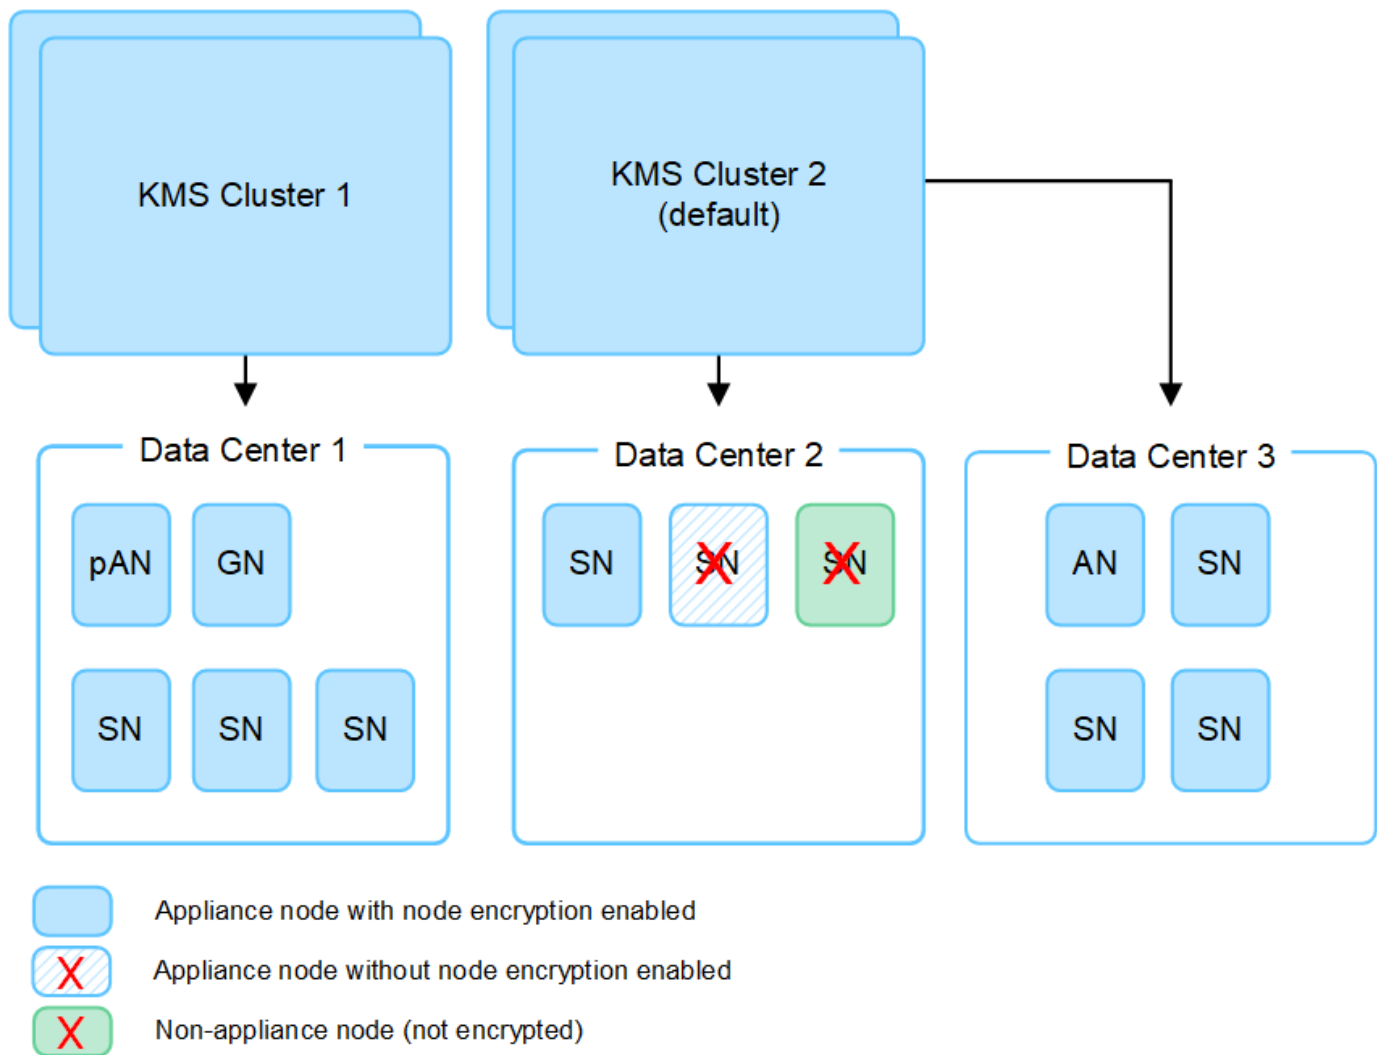 KMS Cluster 1
KMS Cluster 2
(default)
Data Center 1
pAN GN
SN SN SN
Data Center 2
SN SN SN
Data Center 3
AN SN
SN SN
Appliance node with node encryption enabled
X Appliance node without node encryption enabled
X Non-appliance node (not encrypted)